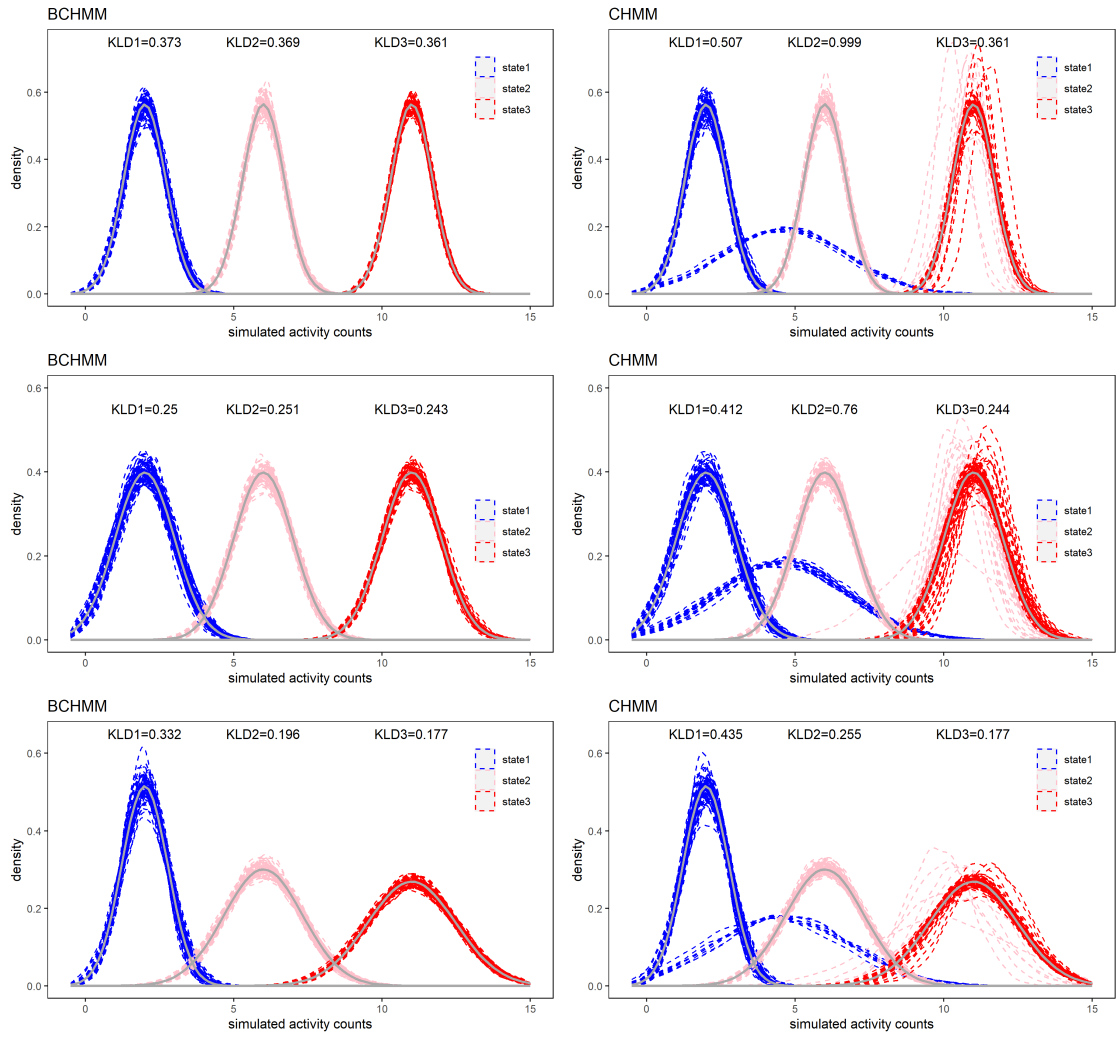 BCHMM
KLD1=0.373 KLD2=0.369 KLD3=0.361
state1
state2
state3
density
0.6
0.4
0.2
0.0
0 5 10 15
simulated activity counts
CHMM
KLD1=0.507 KLD2=0.999 KLD3=0.361
state1
state2
state3
density
0.6
0.4
0.2
0.0
0 5 10 15
simulated activity counts
BCHMM
KLD1=0.25 KLD2=0.251 KLD3=0.243
state1
state2
state3
density
0.6
0.4
0.2
0.0
0 5 10 15
simulated activity counts
CHMM
KLD1=0.412 KLD2=0.76 KLD3=0.244
state1
state2
state3
density
0.6
0.4
0.2
0.0
0 5 10 15
simulated activity counts
BCHMM
KLD1=0.332 KLD2=0.196 KLD3=0.177
state1
state2
state3
density
0.6
0.4
0.2
0.0
0 5 10 15
simulated activity counts
CHMM
KLD1=0.435 KLD2=0.255 KLD3=0.177
state1
state2
state3
density
0.6
0.4
0.2
0.0
0 5 10 15
simulated activity counts